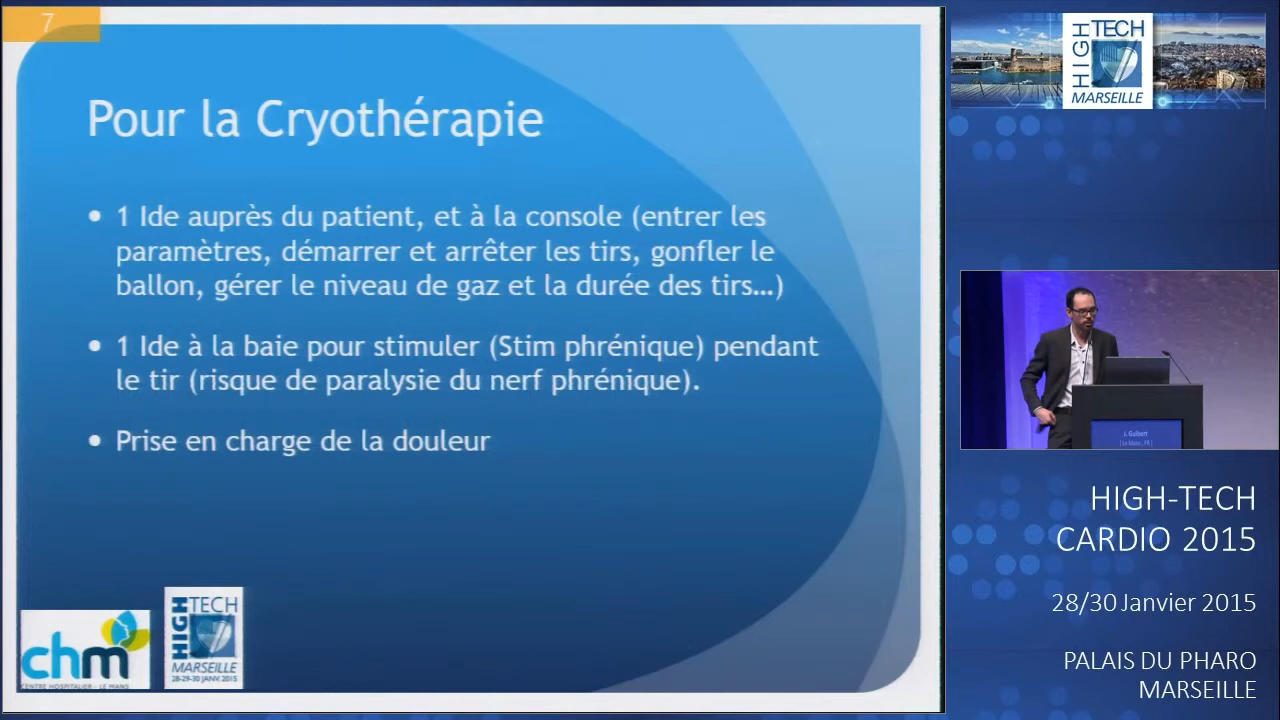 7
Pour la Cryothérapie
• 1 Ide auprès du patient, et à la console (entrer les
paramètres, démarrer et arrêter les tirs, gonfler le
ballon, gérer le niveau de gaz et la durée des tirs…)
• 1 Ide à la baie pour stimuler (Stim phrénique) pendant
le tir (risque de paralysie du nerf phrénique).
• Prise en charge de la douleur
chm
CENTRE HOSPITALIER - LE MANS
HIGH
TECH
MARSEILLE
28-29-30 JANV.2015
HIGH
TECH
MARSEILLE
J. Guibert
[Le Mans, FR]
HIGH-TECH
CARDIO 2015
28/30 Janvier 2015
PALAIS DU PHARO
MARSEILLE